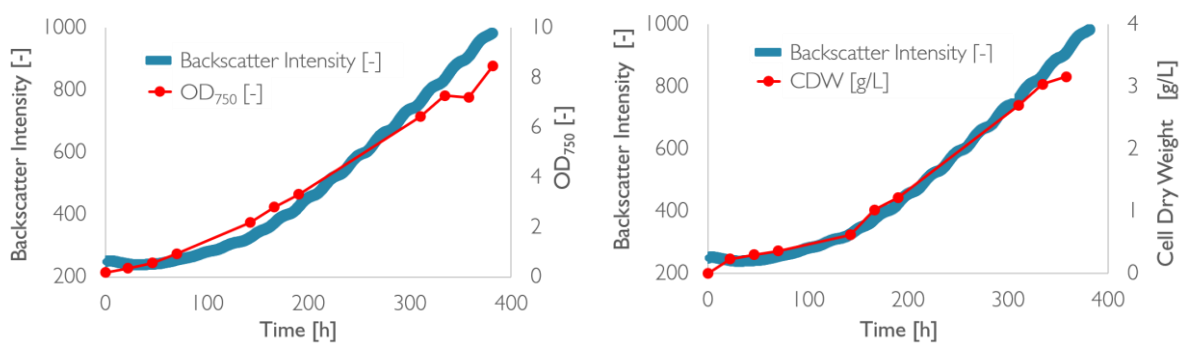 1000
800
600
400
200
Backscatter Intensity [-]
Backscatter Intensity [-]
OD750 [-]
10
8
6
4
2
0
OD750 [-]
0 100 200 300 400
Time [h]
1000
800
600
400
200
Backscatter Intensity [-]
Backscatter Intensity [-]
CDW [g/L]
4
3
2
1
0
Cell Dry Weight [g/L]
0 100 200 300 400
Time [h]